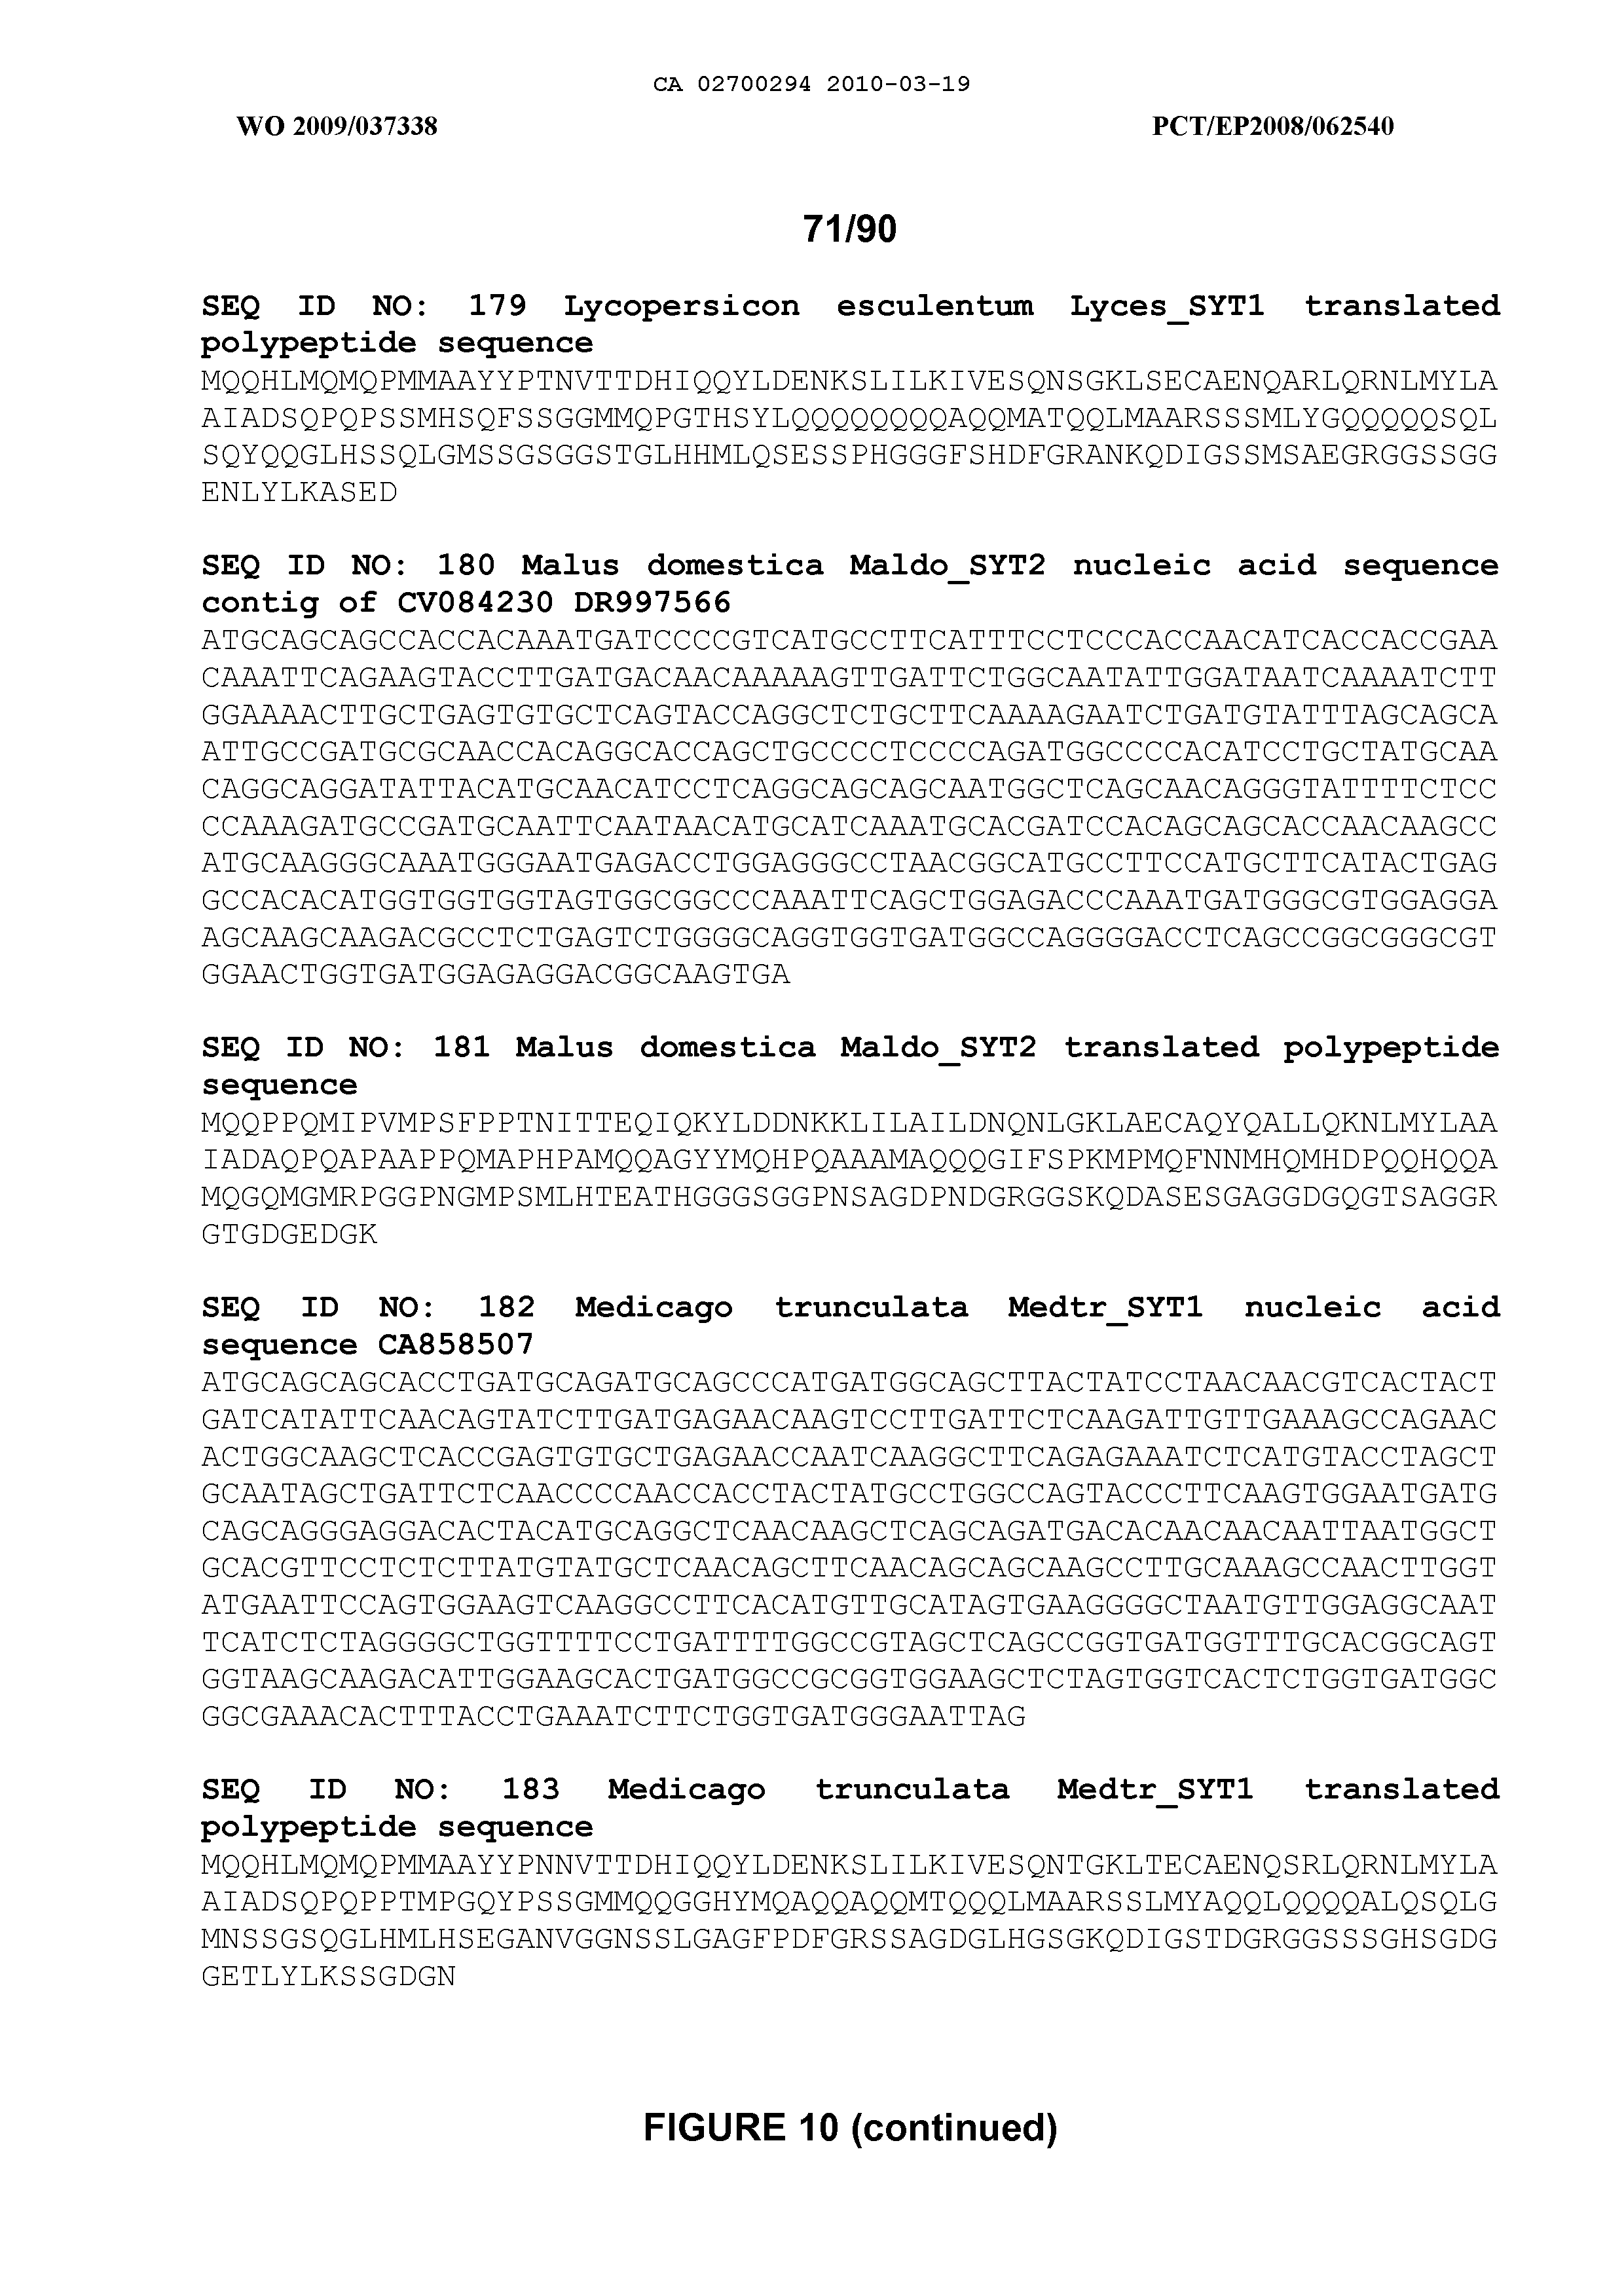 CA 02700294 2010-03-19
WO 2009/037338 PCT/EP2008/062540
71/90
SEQ ID NO: 179 Lycopersicon esculentum Lyces_SYT1 translated
polypeptide sequence
MQQHLMQMQPMMAAYYPTNVTTDHIQQYLDENKSLILKIVESQNSGKLSECAENQARLQRNLMYLA
AIADSQPQPSSMHSQFSSGGMMQPGTHSYLQQQQQQQQAQQMATQQLMAARSSSMLYGQQQQQSQL
SQYQQGLHSSQLGMSSGSGGSTGLHHMLQSESSPHGGGFSHDFGRANKQDIGSSMSAEGRGGSSGG
ENLYLKASED
SEQ ID NO: 180 Malus domestica Maldo_SYT2 nucleic acid sequence
contig of CV084230 DR997566
ATGCAGCAGCCACCACAAATGATCCCCGTCATGCCTTCATTTCCTCCCACCAACATCACCACCGAA
CAAATTCAGAAGTACCTTGATGACAACAAAAAGTTGATTCTGGCAATATTGGATAATCAAAATCTT
GGAAAACTTGCTGAGTGTGCTCAGTACCAGGCTCTGCTTCAAAAGAATCTGATGTATTTAGCAGCA
ATTGCCGATGCGCAACCACAGGCACCAGCTGCCCCTCCCCAGATGGCCCCACATCCTGCTATGCAA
CAGGCAGGATATTACATGCAACATCCTCAGGCAGCAGCAATGGCTCAGCAACAGGGTATTTTCTCC
CCAAAGATGCCGATGCAATTCAATAACATGCATCAAATGCACGATCCACAGCAGCACCAACAAGCC
ATGCAAGGGCAAATGGGAATGAGACCTGGAGGGCCTAACGGCATGCCTTCCATGCTTCATACTGAG
GCCACACATGGTGGTGGTAGTGGCGGCCCAAATTCAGCTGGAGACCCAAATGATGGGCGTGGAGGA
AGCAAGCAAGACGCCTCTGAGTCTGGGGCAGGTGGTGATGGCCAGGGGACCTCAGCCGGCGGGCGT
GGAACTGGTGATGGAGAGGACGGCAAGTGA
SEQ ID NO: 181 Malus domestica Maldo_SYT2 translated polypeptide
sequence
MQQPPQMIPVMPSFPPTNITTEQIQKYLDDNKKLILAILDNQNLGKLAECAQYQALLQKNLMYLAA
IADAQPQAPAAPPQMAPHPAMQQAGYYMQHPQAAAMAQQQGIFSPKMPMQFNNMHQMHDPQQHQQA
MQGQMGMRPGGPNGMPSMLHTEATHGGGSGGPNSAGDPNDGRGGSKQDASESGAGGDGQGTSAGGR
GTGDGEDGK
SEQ ID NO: 182 Medicago trunculata Medtr_SYT1 nucleic acid
sequence CA858507
ATGCAGCAGCACCTGATGCAGATGCAGCCCATGATGGCAGCTTACTATCCTAACAACGTCACTACT
GATCATATTCAACAGTATCTTGATGAGAACAAGTCCTTGATTCTCAAGATTGTTGAAAGCCAGAAC
ACTGGCAAGCTCACCGAGTGTGCTGAGAACCAATCAAGGCTTCAGAGAAATCTCATGTACCTAGCT
GCAATAGCTGATTCTCAACCCCAACCACCTACTATGCCTGGCCAGTACCCTTCAAGTGGAATGATG
CAGCAGGGAGGACACTACATGCAGGCTCAACAAGCTCAGCAGATGACACAACAACAATTAATGGCT
GCACGTTCCTCTCTTATGTATGCTCAACAGCTTCAACAGCAGCAAGCCTTGCAAAGCCAACTTGGT
ATGAATTCCAGTGGAAGTCAAGGCCTTCACATGTTGCATAGTGAAGGGGCTAATGTTGGAGGCAAT
TCATCTCTAGGGGCTGGTTTTCCTGATTTTGGCCGTAGCTCAGCCGGTGATGGTTTGCACGGCAGT
GGTAAGCAAGACATTGGAAGCACTGATGGCCGCGGTGGAAGCTCTAGTGGTCACTCTGGTGATGGC
GGCGAAACACTTTACCTGAAATCTTCTGGTGATGGGAATTAG
SEQ ID NO: 183 Medicago trunculata Medtr_SYT1 translated
polypeptide sequence
MQQHLMQMQPMMAAYYPNNVTTDHIQQYLDENKSLILKIVESQNTGKLTECAENQSRLQRNLMYLA
AIADSQPQPPTMPGQYPSSGMMQQGGHYMQAQQAQQMTQQQLMAARSSLMYAQQLQQQQALQSQLG
MNSSGSQGLHMLHSEGANVGGNSSLGAGFPDFGRSSAGDGLHGSGKQDIGSTDGRGGSSSGHSGDG
GETLYLKSSGDGN
FIGURE 10 (continued)